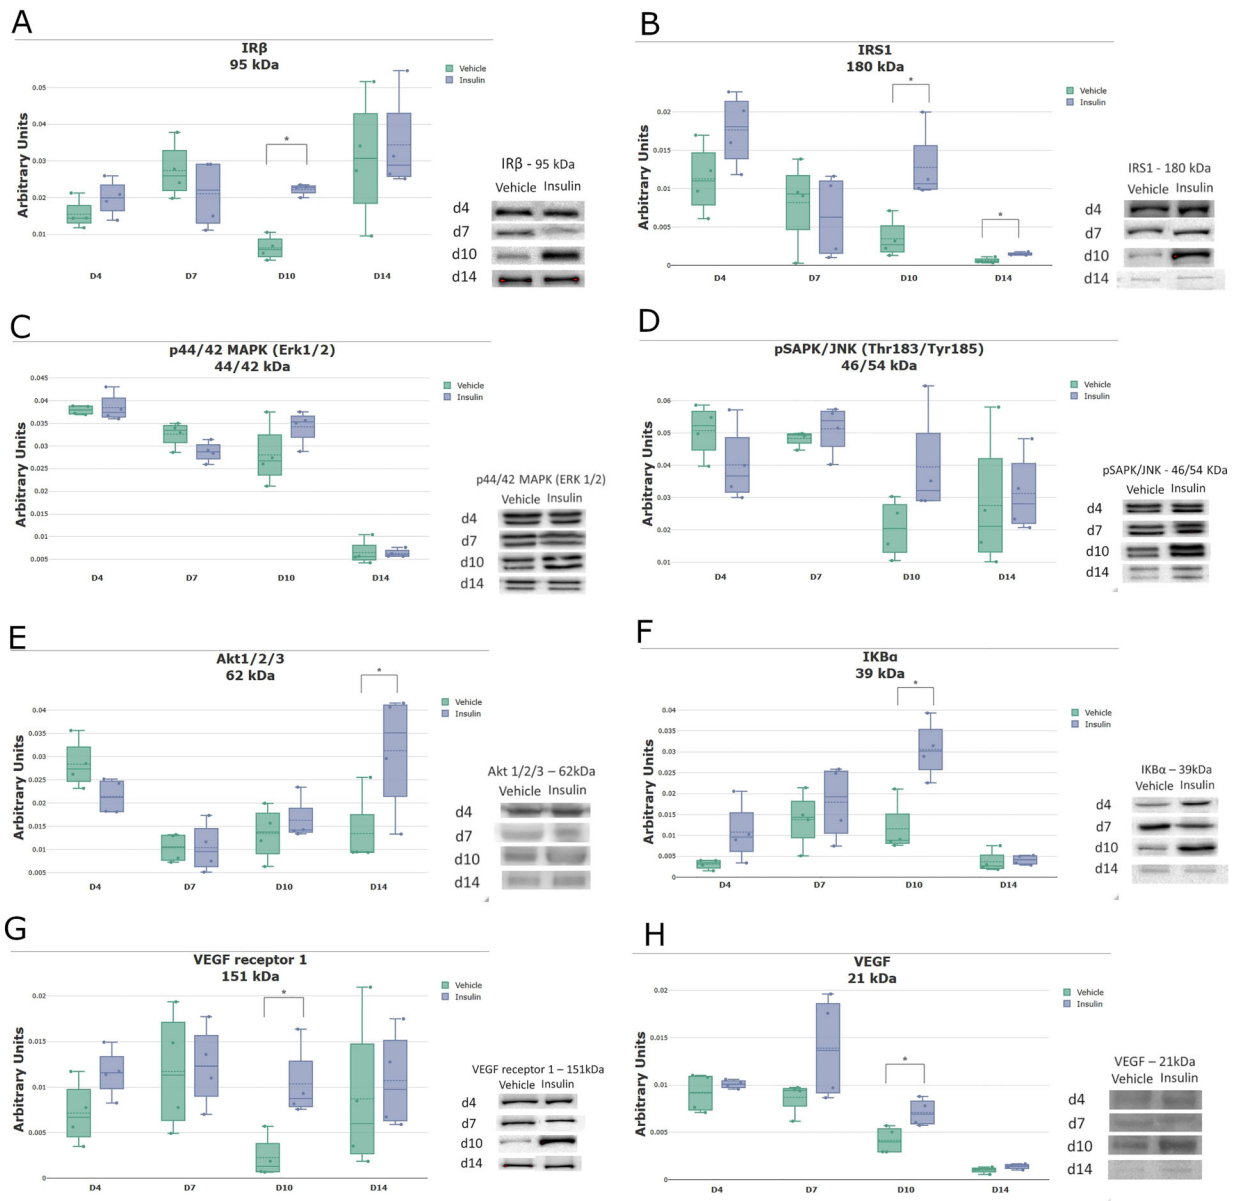 A
IRβ
95 kDa
Vehicle
Insulin
Arbitrary Units
0.05
0.04
0.03
0.02
0.01
*
D4 D7 D10 D14
IRβ - 95 kDa
Vehicle Insulin
d4
d7
d10
d14
B
IRS1
180 kDa
Vehicle
Insulin
Arbitrary Units
0.02
0.015
0.01
0.005
0
*
*
D4 D7 D10 D14
IRS1 - 180 kDa
Vehicle Insulin
d4
d7
d10
d14
C
p44/42 MAPK (Erk1/2)
44/42 kDa
Vehicle
Insulin
Arbitrary Units
0.045
0.04
0.035
0.03
0.025
0.02
0.015
0.01
0.005
D4 D7 D10 D14
p44/42 MAPK (ERK 1/2)
Vehicle Insulin
d4
d7
d10
d14
D
pSAPK/JNK (Thr183/Tyr185)
46/54 kDa
Vehicle
Insulin
Arbitrary Units
0.06
0.05
0.04
0.03
0.02
0.01
D4 D7 D10 D14
pSAPK/JNK - 46/54 KDa
Vehicle Insulin
d4
d7
d10
d14
E
Akt1/2/3
62 kDa
Vehicle
Insulin
Arbitrary Units
0.04
0.035
0.03
0.025
0.02
0.015
0.01
0.005
*
D4 D7 D10 D14
Akt 1/2/3 – 62kDa
Vehicle Insulin
d4
d7
d10
d14
F
IKBα
39 kDa
Vehicle
Insulin
Arbitrary Units
0.04
0.035
0.03
0.025
0.02
0.015
0.01
0.005
0
*
D4 D7 D10 D14
IKBα – 39kDa
Vehicle Insulin
d4
d7
d10
d14
G
VEGF receptor 1
151 kDa
Vehicle
Insulin
Arbitrary Units
0.02
0.015
0.01
0.005
0
*
D4 D7 D10 D14
VEGF receptor 1 – 151kDa
Vehicle Insulin
d4
d7
d10
d14
H
VEGF
21 kDa
Vehicle
Insulin
Arbitrary Units
0.02
0.015
0.01
0.005
0
*
D4 D7 D10 D14
VEGF – 21kDa
Vehicle Insulin
d4
d7
d10
d14